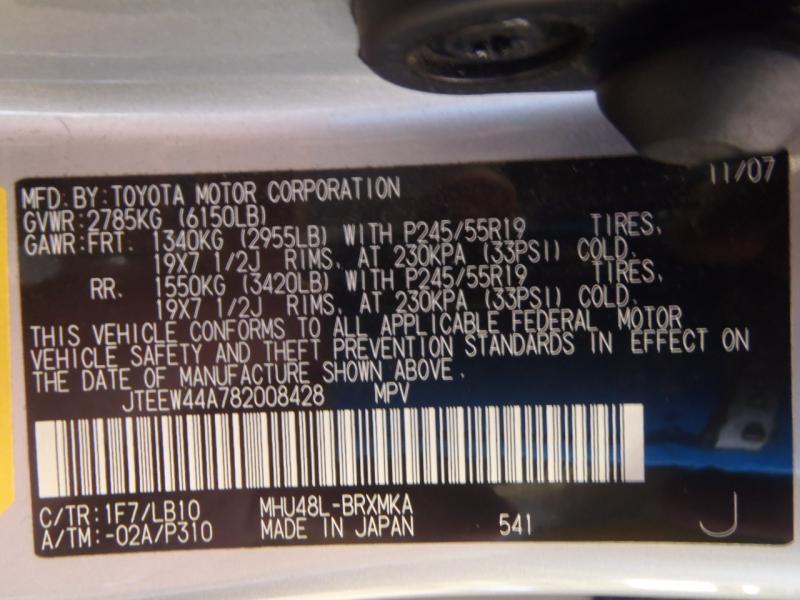 11/07
MFD. BY: TOYOTA MOTOR CORPORATION
GVWR: 2785KG (6150LB)
GAWR: FRT. 1340KG (2955LB) WITH P245/55R19 TIRES,
19X7 1/2J RIMS, AT 230KPA (33PSI) COLD.
RR. 1550KG (3420LB) WITH P245/55R19 TIRES,
19X7 1/2J RIMS, AT 230KPA (33PSI) COLD.
THIS VEHICLE CONFORMS TO ALL APPLICABLE FEDERAL MOTOR
VEHICLE SAFETY AND THEFT PREVENTION STANDARDS IN EFFECT ON
THE DATE OF MANUFACTURE SHOWN ABOVE.
JTEEW44A782008428 MPV
C/TR: 1F7/LB10 MHU48L-BRXMKA
A/TM: -02A/P310 MADE IN JAPAN 541 J